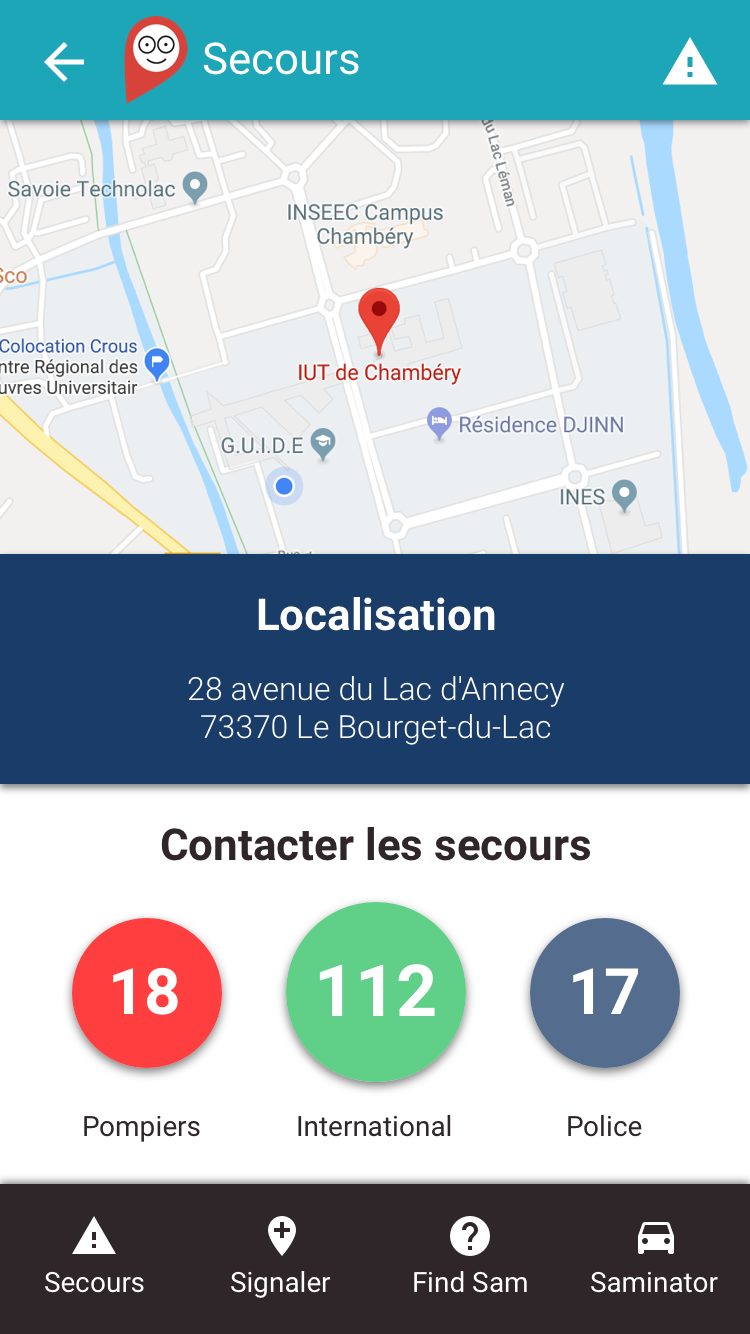 Secours
du Lac Léman
Savoie Technolac
INSEEC Campus
Chambéry
Sco
Colocation Crous
ntre Régional des
uvres Universitair
IUT de Chambéry
Résidence DJINN
G.U.I.D.E
INES
Localisation
28 avenue du Lac d'Annecy
73370 Le Bourget-du-Lac
Contacter les secours
18
112
17
Pompiers
International
Police
Secours
Signaler
Find Sam
Saminator